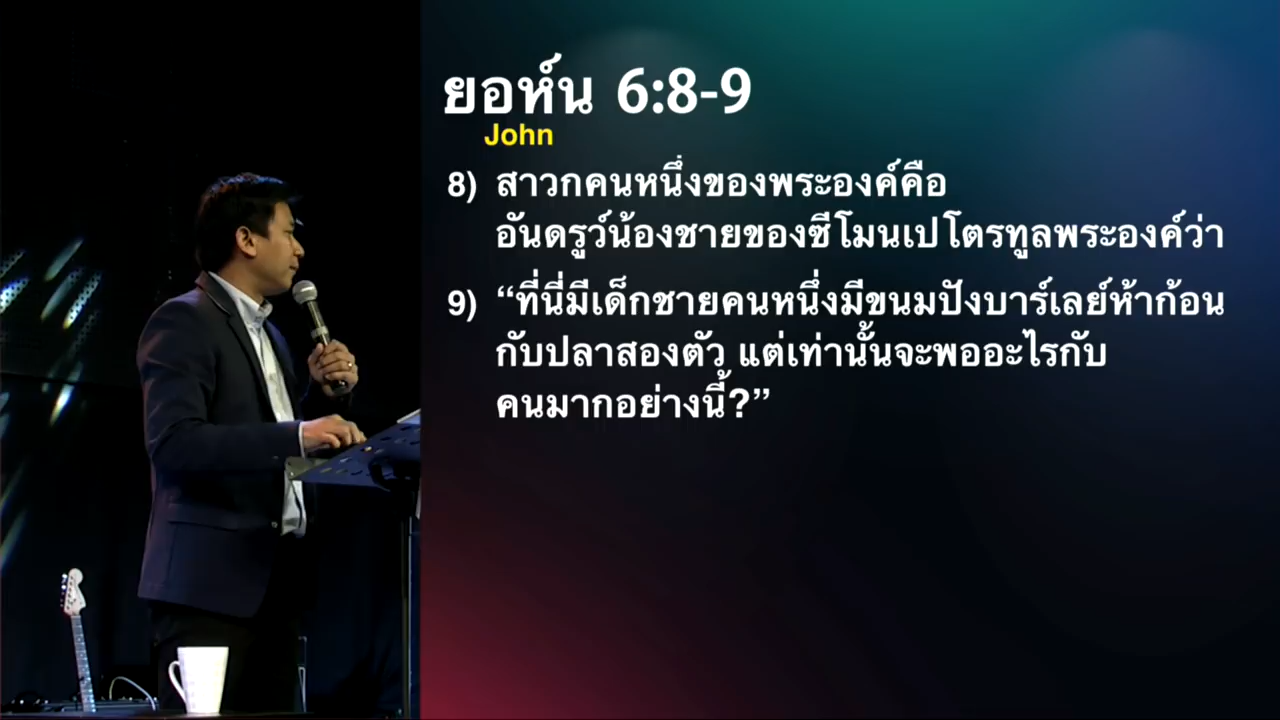 ยอห์น 6:8-9
John
8) สาวกคนหนึ่งของพระองค์คือ
อันดรูว์น้องชายของซีโมนเปโตรทูลพระองค์ว่า
9) “ที่นี่มีเด็กชายคนหนึ่งมีขนมปังบาร์เลย์ห้าก้อน
กับปลาสองตัว แต่เท่านั้นจะพออะไรกับ
คนมากอย่างนี้?”